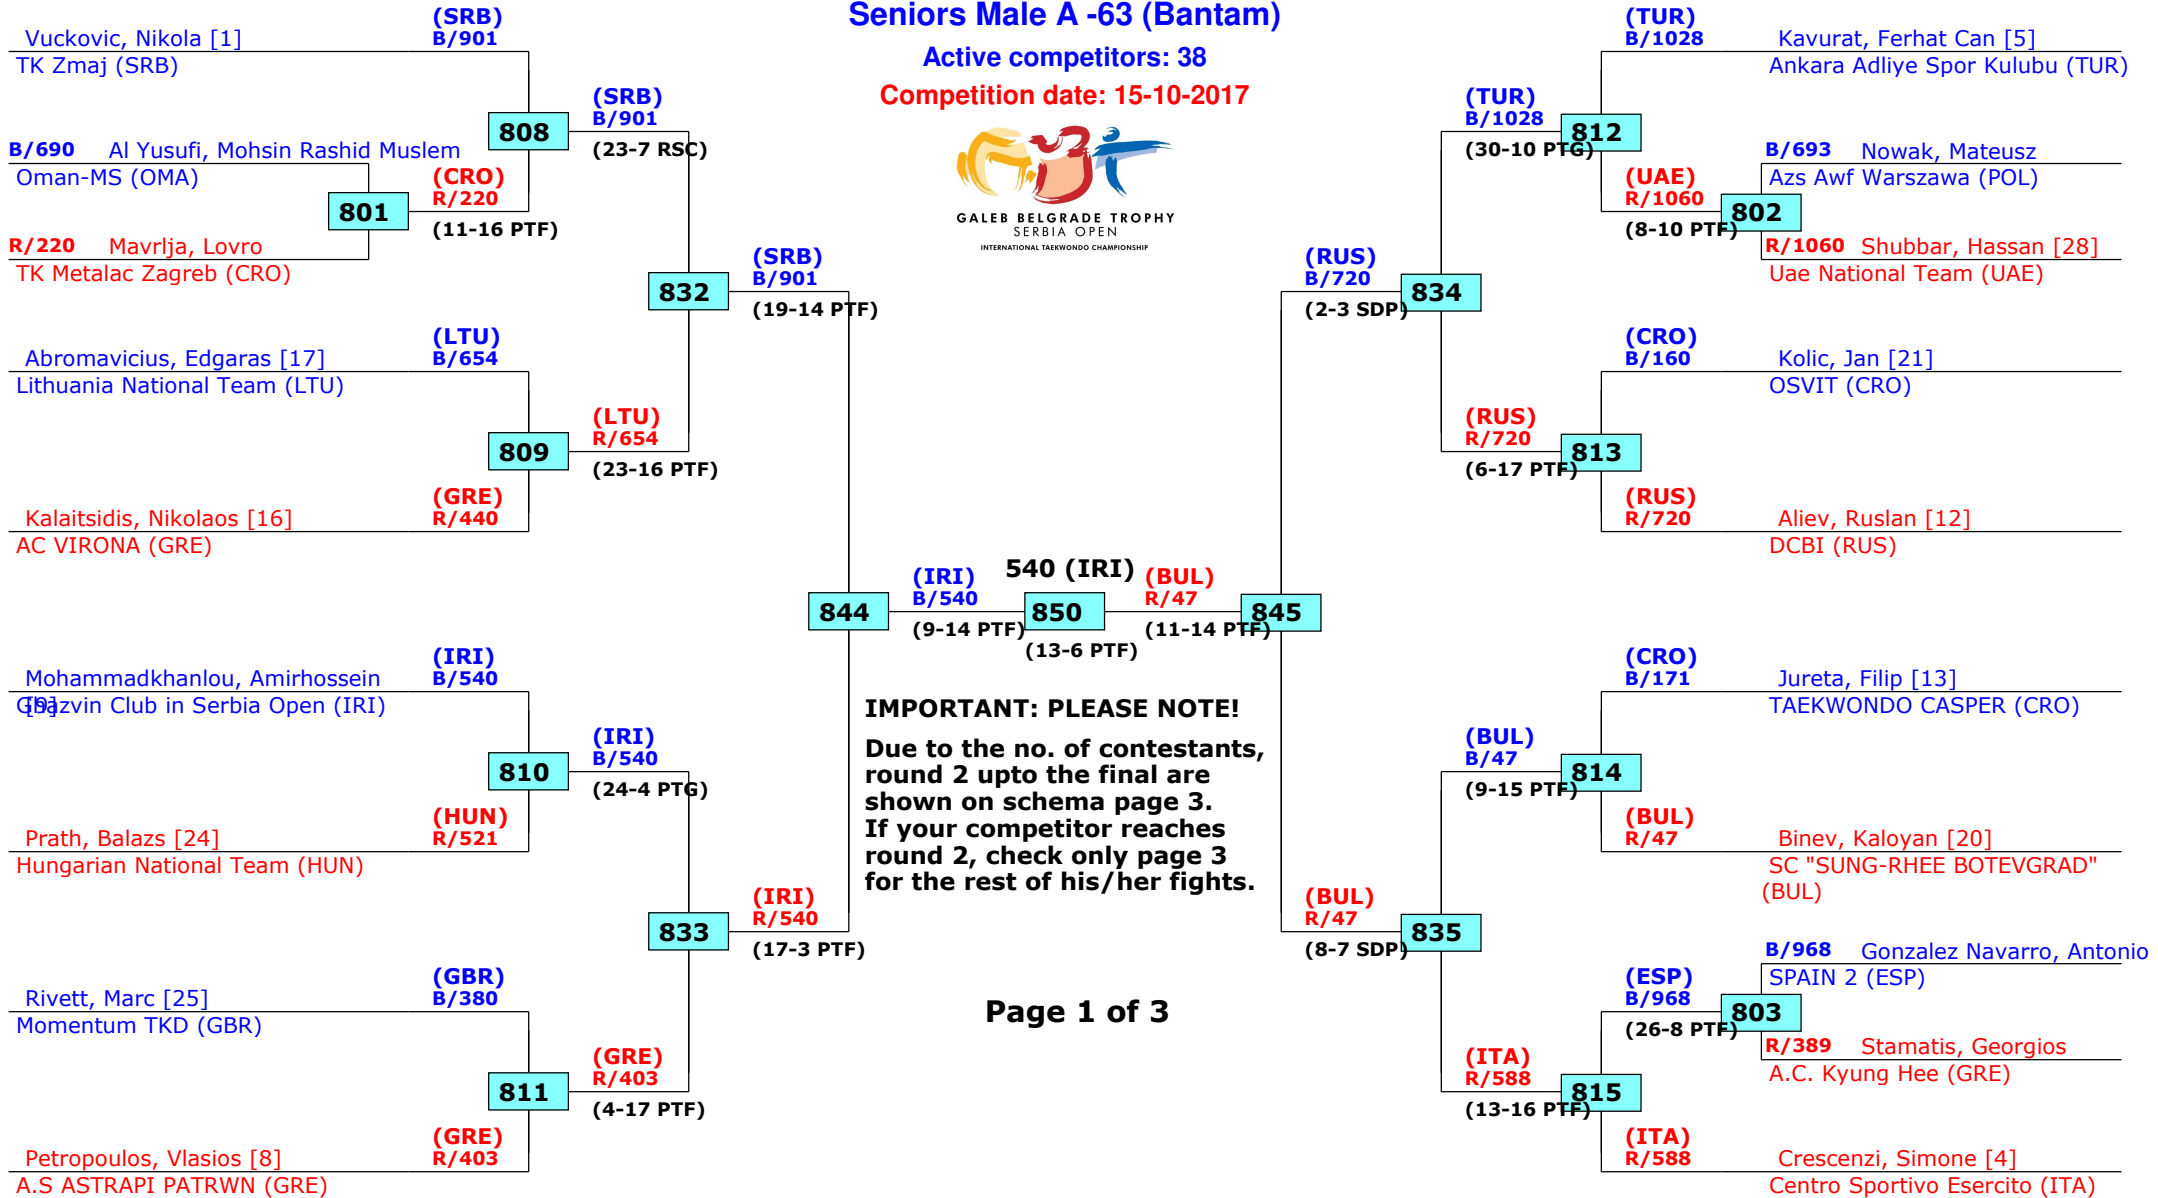 Seniors Male A -63 (Bantam)
Active competitors: 38
Competition date: 15-10-2017
GALEB BELGRADE TROPHY
SERBIA OPEN
INTERNATIONAL TAEKWONDO CHAMPIONSHIP
Vuckovic, Nikola [1]
TK Zmaj (SRB)
(SRB)
B/901
B/690 Al Yusufi, Mohsin Rashid Muslem
Oman-MS (OMA)
801
R/220 Mavrlja, Lovro
TK Metalac Zagreb (CRO)
(CRO)
R/220
(11-16 PTF)
808
(SRB)
B/901
(23-7 RSC)
Abromavicius, Edgaras [17]
Lithuania National Team (LTU)
(LTU)
B/654
809
Kalaitsidis, Nikolaos [16]
AC VIRONA (GRE)
(GRE)
R/440
(LTU)
R/654
(23-16 PTF)
832
(SRB)
B/901
(19-14 PTF)
Mohammadkhanlou, Amirhossein
[9]
Ghazvin Club in Serbia Open (IRI)
(IRI)
B/540
810
Prath, Balazs [24]
Hungarian National Team (HUN)
(HUN)
R/521
(IRI)
B/540
(24-4 PTG)
Rivett, Marc [25]
Momentum TKD (GBR)
(GBR)
B/380
811
Petropoulos, Vlasios [8]
A.S ASTRAPI PATRWN (GRE)
(GRE)
R/403
(GRE)
R/403
(4-17 PTF)
833
(IRI)
R/540
(17-3 PTF)
844
(IRI)
B/540
(9-14 PTF)
540 (IRI)
850
(13-6 PTF)
(BUL)
R/47
(11-14 PTF)
845
IMPORTANT: PLEASE NOTE!
Due to the no. of contestants,
round 2 upto the final are
shown on schema page 3.
If your competitor reaches
round 2, check only page 3
for the rest of his/her fights.
Page 1 of 3
(RUS)
B/720
(2-3 SDP)
834
(TUR)
B/1028
(30-10 PTG)
812
(TUR)
B/1028
Kavurat, Ferhat Can [5]
Ankara Adliye Spor Kulubu (TUR)
(UAE)
R/1060
(8-10 PTF)
802
B/693 Nowak, Mateusz
Azs Awf Warszawa (POL)
R/1060 Shubbar, Hassan [28]
Uae National Team (UAE)
(RUS)
R/720
(6-17 PTF)
813
(CRO)
B/160
Kolic, Jan [21]
OSVIT (CRO)
(RUS)
R/720
Aliev, Ruslan [12]
DCBI (RUS)
(BUL)
R/47
(8-7 SDP)
835
(BUL)
B/47
(9-15 PTF)
814
(CRO)
B/171
Jureta, Filip [13]
TAEKWONDO CASPER (CRO)
(BUL)
R/47
Binev, Kaloyan [20]
SC "SUNG-RHEE BOTEVGRAD"
(BUL)
(ITA)
R/588
(13-16 PTF)
815
(ESP)
B/968
(26-8 PTF)
803
B/968 Gonzalez Navarro, Antonio
SPAIN 2 (ESP)
R/389 Stamatis, Georgios
A.C. Kyung Hee (GRE)
(ITA)
R/588
Crescenzi, Simone [4]
Centro Sportivo Esercito (ITA)